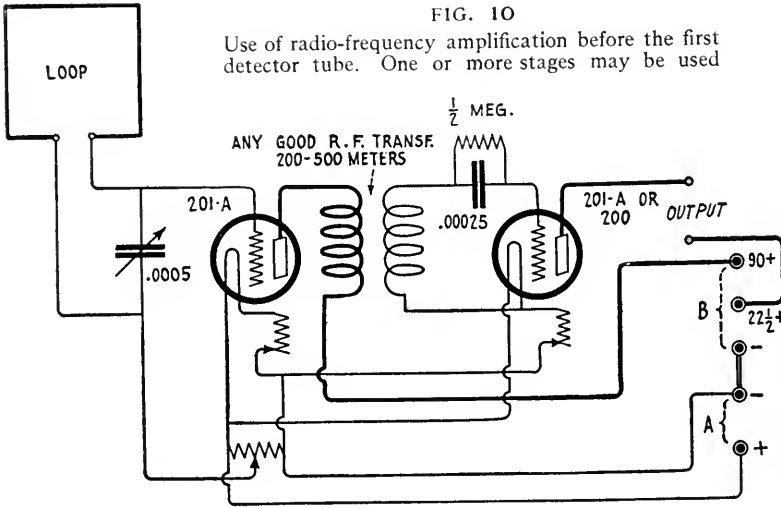 FIG. 10
Use of radio-frequency amplification before the first
detector tube. One or more stages may be used
LOOP
½ MEG.
ANY GOOD R.F. TRANSF.
200-500 METERS
201-A
.0005
.00025
201-A OR
200
OUTPUT
90+
B
22½+
-
-
A
+